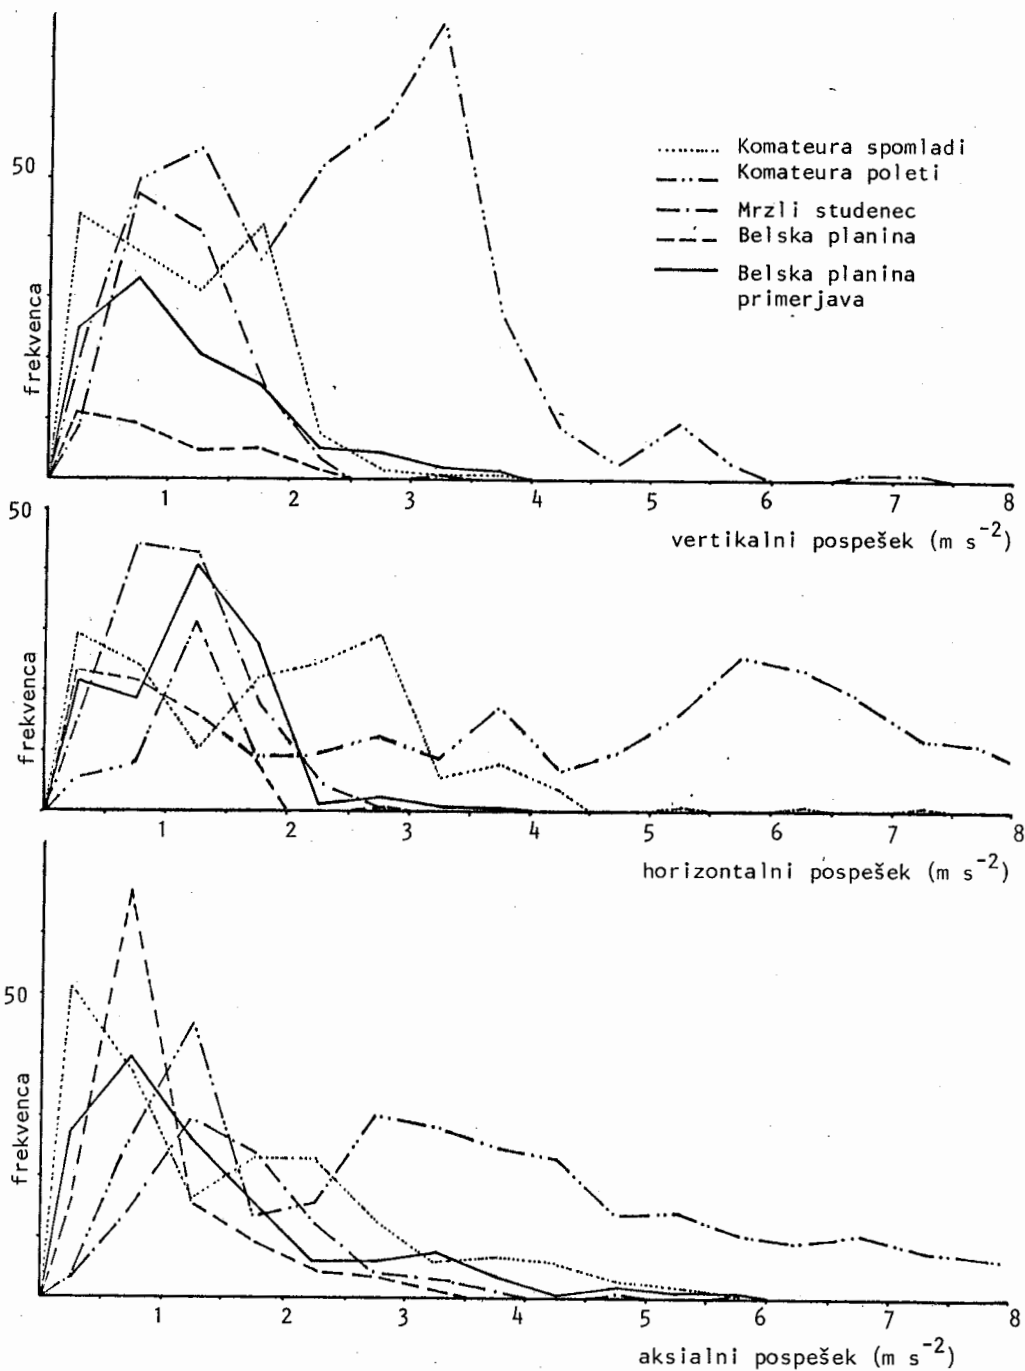 50
frekvenca
Komateura spomladi
Komateura poleti
Mrzli studenec
Belska planina
Belska planina
primerjava
1 2 3 4 5 6 7 8
vertikalni pospešek (m s⁻²)
50
frekvenca
1 2 3 4 5 6 7 8
horizontalni pospešek (m s⁻²)
50
frekvenca
1 2 3 4 5 6 7 8
aksialni pospešek (m s⁻²)